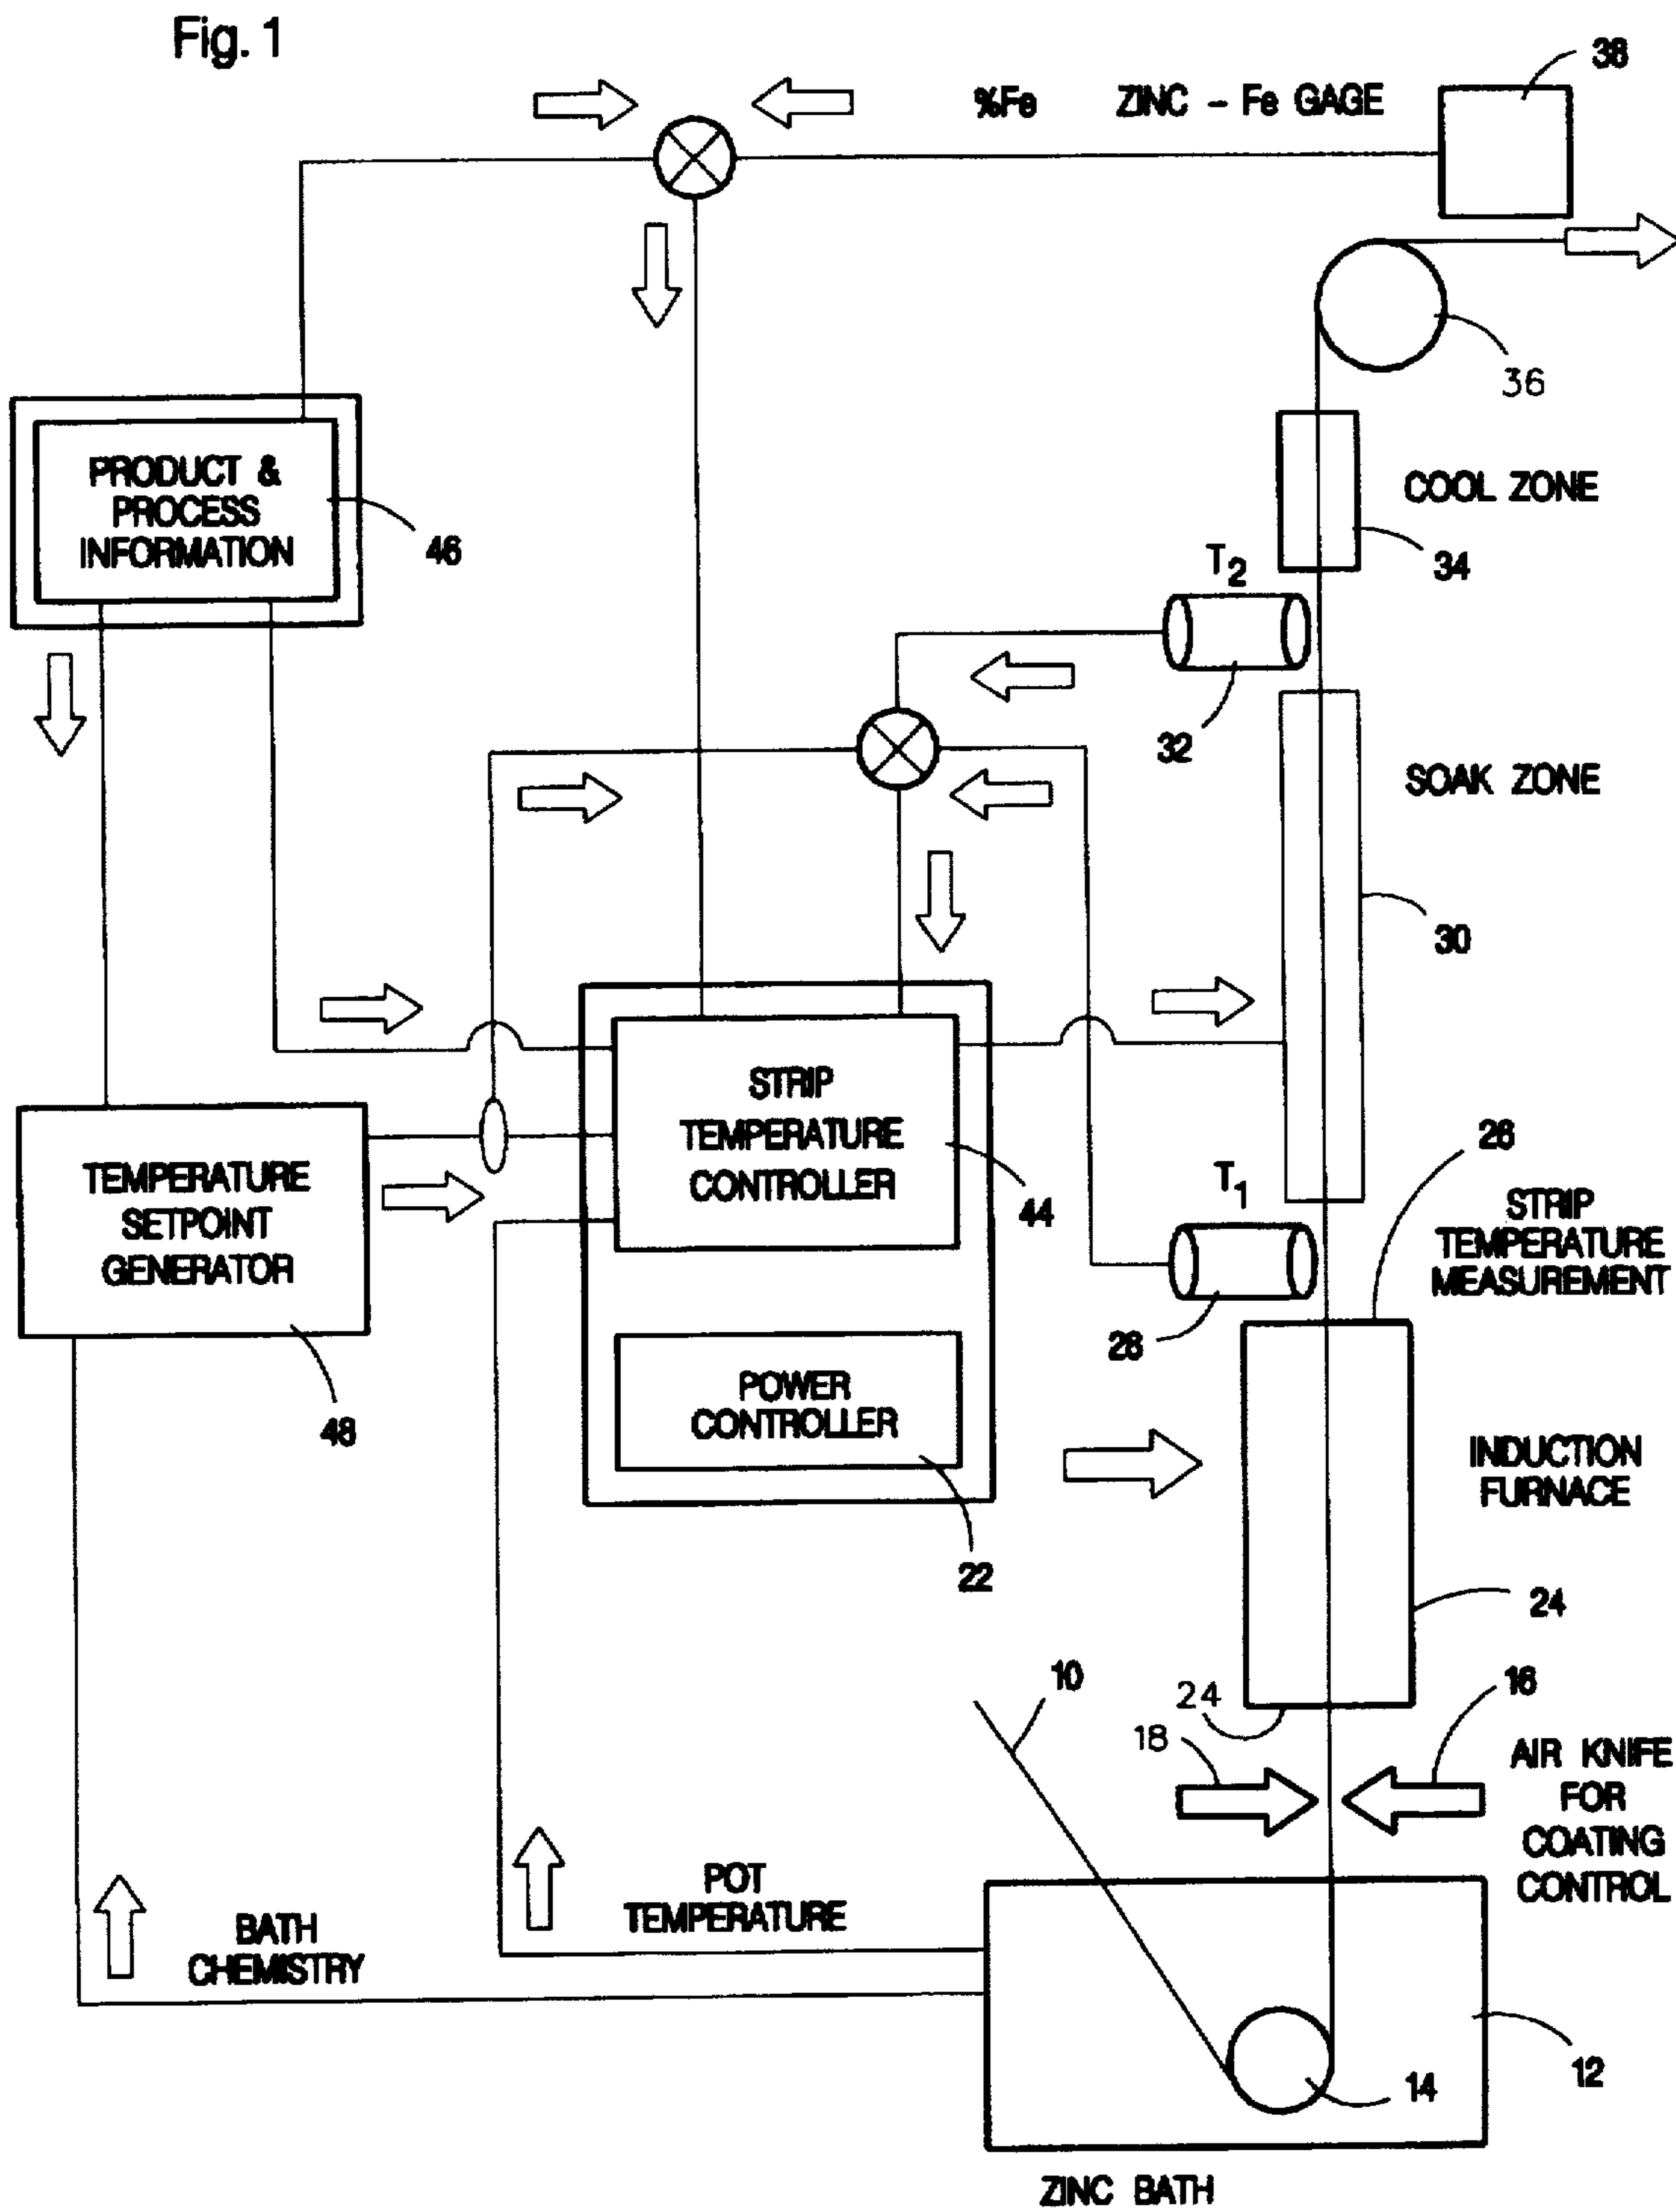 Fig. 1
38
%Fe ZINC - Fe GAGE
36
PRODUCT &
PROCESS
INFORMATION
46
COOL ZONE
34
T2
32
SOAK ZONE
30
STRIP
TEMPERATURE
CONTROLLER
44
TEMPERATURE
SETPOINT
GENERATOR
48
T1
28
26
STRIP
TEMPERATURE
MEASUREMENT
POWER
CONTROLLER
22
INDUCTION
FURNACE
24
10
24
18
16
AIR KNIFE
FOR
COATING
CONTROL
POT
TEMPERATURE
BATH
CHEMISTRY
12
14
ZINC BATH